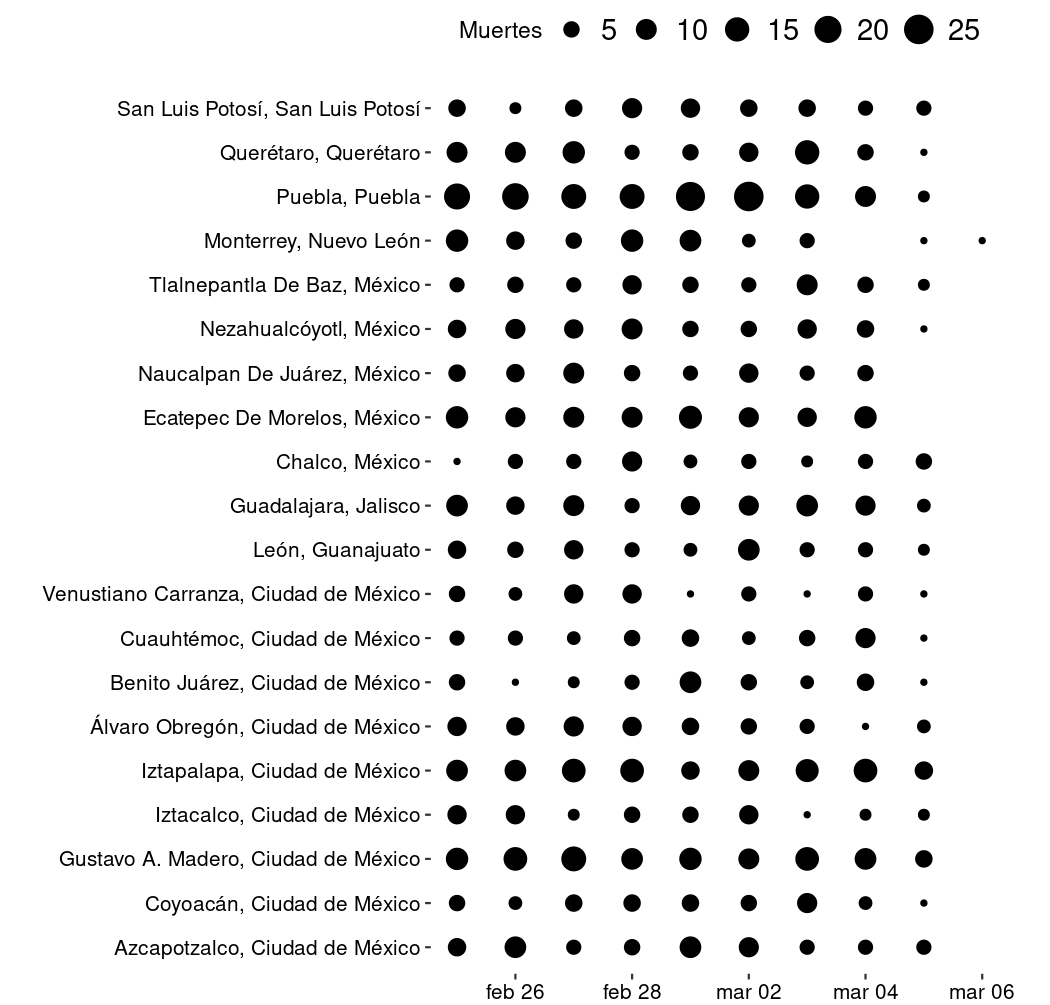 Muertes 5 10 15 20 25
San Luis Potosí, San Luis Potosí
Querétaro, Querétaro
Puebla, Puebla
Monterrey, Nuevo León
Tlalnepantla De Baz, México
Nezahualcóyotl, México
Naucalpan De Juárez, México
Ecatepec De Morelos, México
Chalco, México
Guadalajara, Jalisco
León, Guanajuato
Venustiano Carranza, Ciudad de México
Cuauhtémoc, Ciudad de México
Benito Juárez, Ciudad de México
Álvaro Obregón, Ciudad de México
Iztapalapa, Ciudad de México
Iztacalco, Ciudad de México
Gustavo A. Madero, Ciudad de México
Coyoacán, Ciudad de México
Azcapotzalco, Ciudad de México
feb 26 feb 28 mar 02 mar 04 mar 06